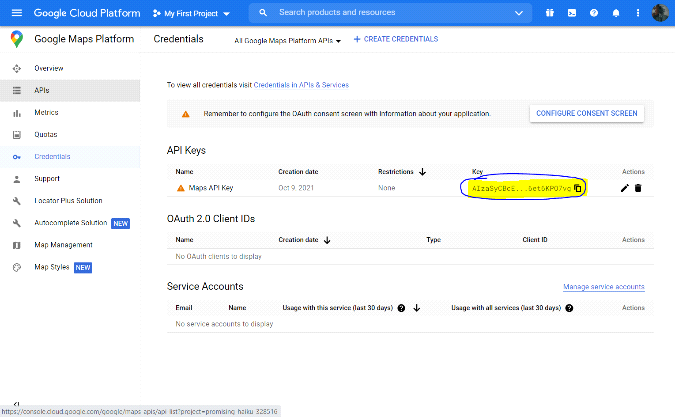 Google Cloud Platform My First Project Search products and resources
Google Maps Platform Credentials All Google Maps Platform APIs + CREATE CREDENTIALS
Overview
APIs
Metrics
Quotas
Credentials
Support
Locator Plus Solution
Autocomplete Solution NEW
Map Management
Map Styles NEW
To view all credentials visit Credentials in APIs & Services
Remember to configure the OAuth consent screen with information about your application. CONFIGURE CONSENT SCREEN
API Keys
Name Creation date Restrictions Key Actions
Maps API Key Oct 9, 2021 None AIzaSyCBcE...6et6KPO7vo
OAuth 2.0 Client IDs
Name Creation date Type Client ID Actions
No OAuth clients to display
Service Accounts Manage service accounts
Email Name Usage with this service (last 30 days) Usage with all services (last 30 days) Actions
No service accounts to display
https://console.cloud.google.com/google/maps-apis/api-list?project=promising-haiku-328516